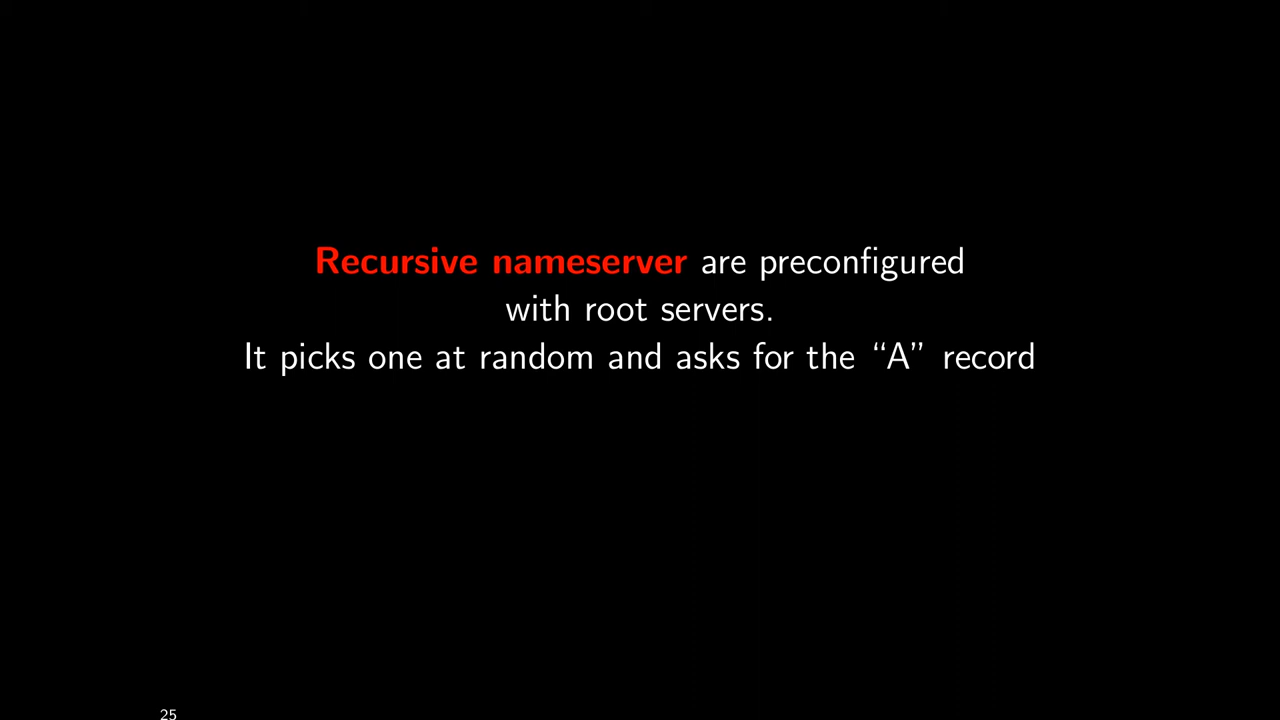 Recursive nameserver are preconfigured
with root servers.
It picks one at random and asks for the “A” record
25